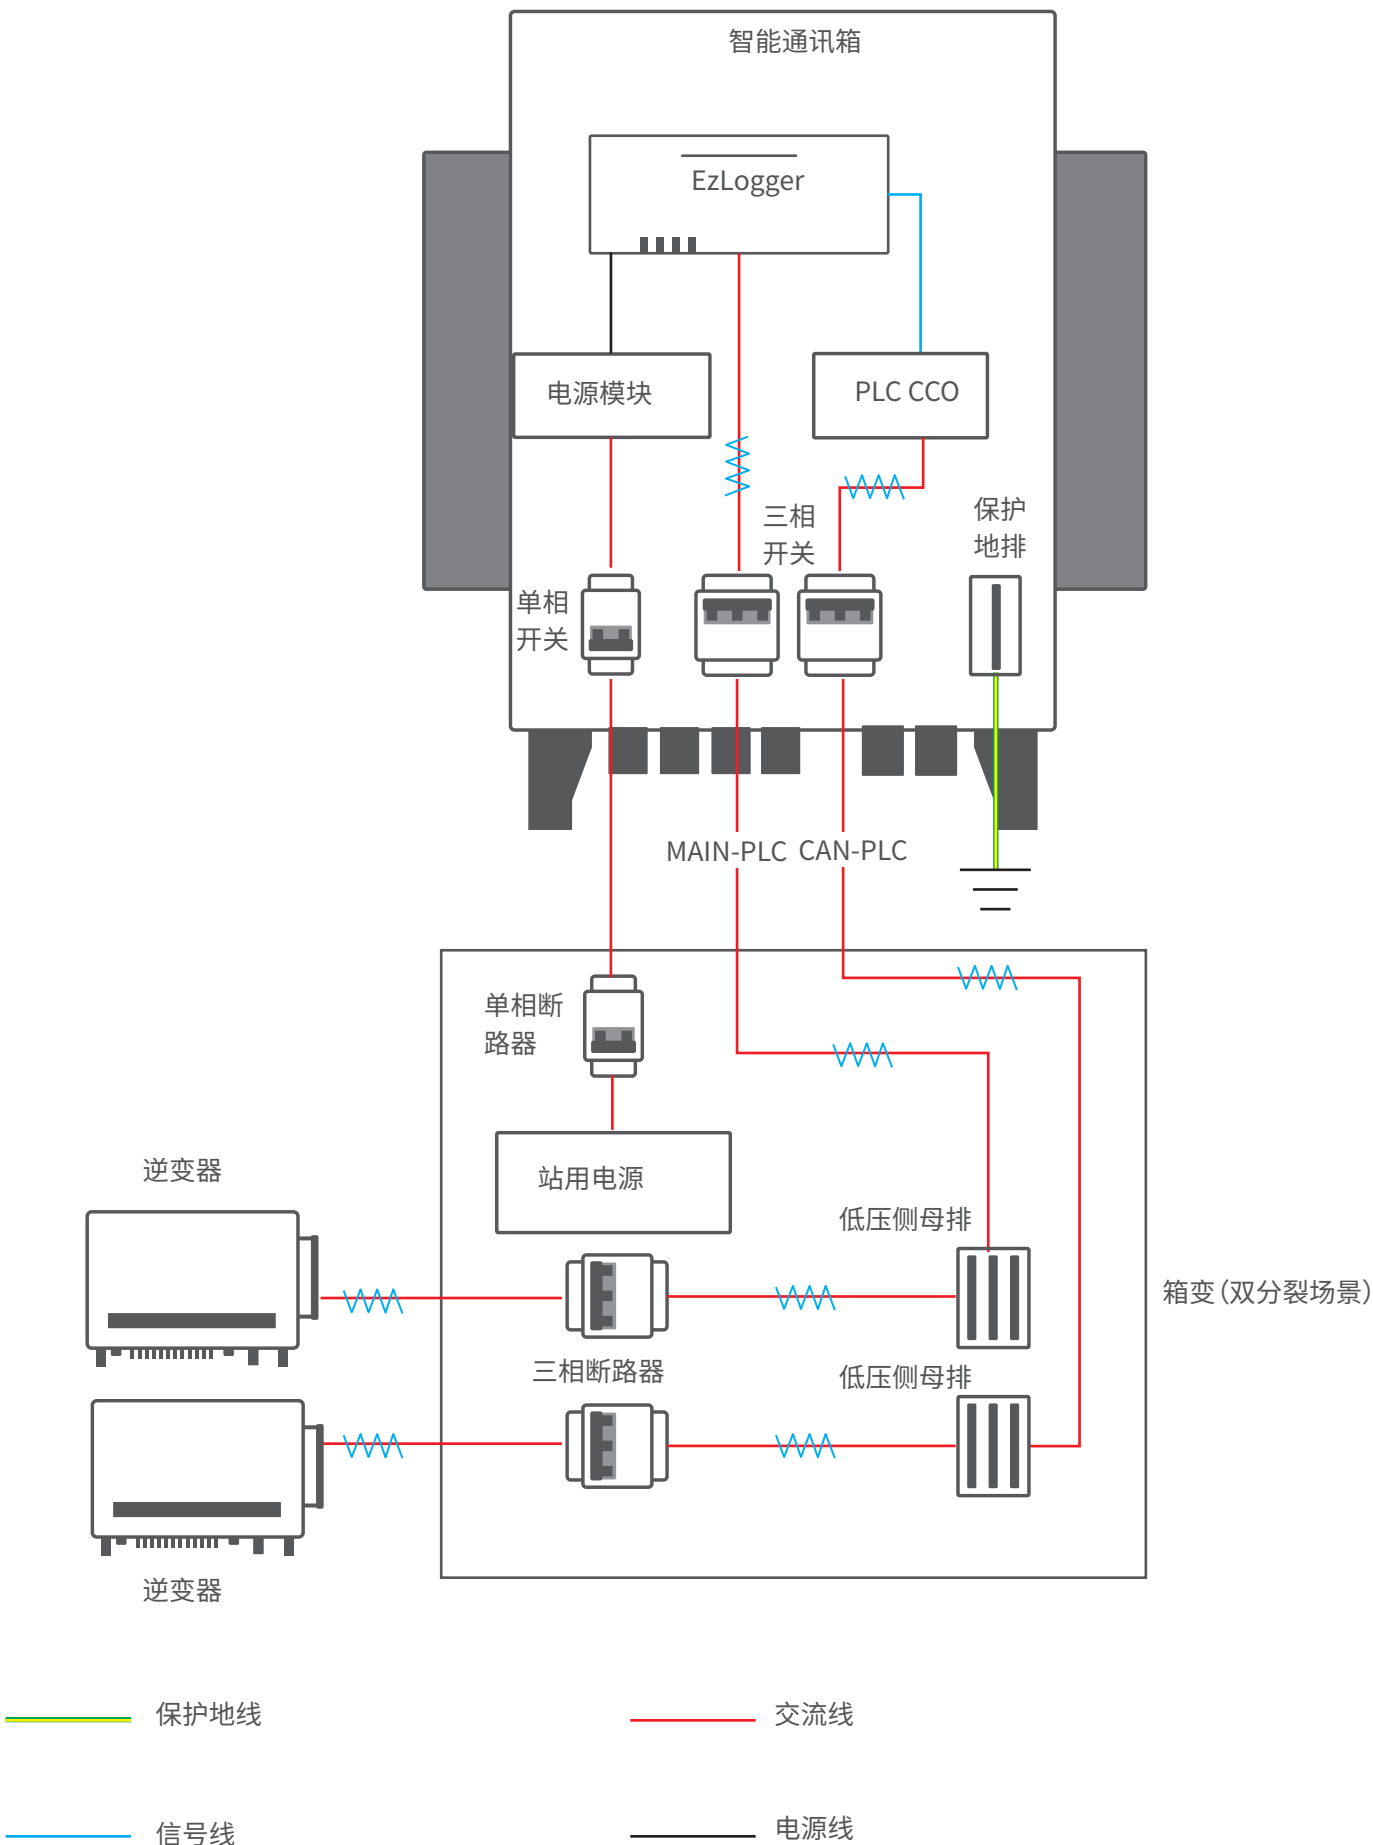 智能通讯箱
EzLogger
电源模块
PLC CCO
三相
开关
保护
地排
单相
开关
MAIN-PLC
CAN-PLC
单相断
路器
站用电源
逆变器
低压侧母排
箱变（双分裂场景）
三相断路器
低压侧母排
逆变器
保护地线
交流线
信号线
电源线